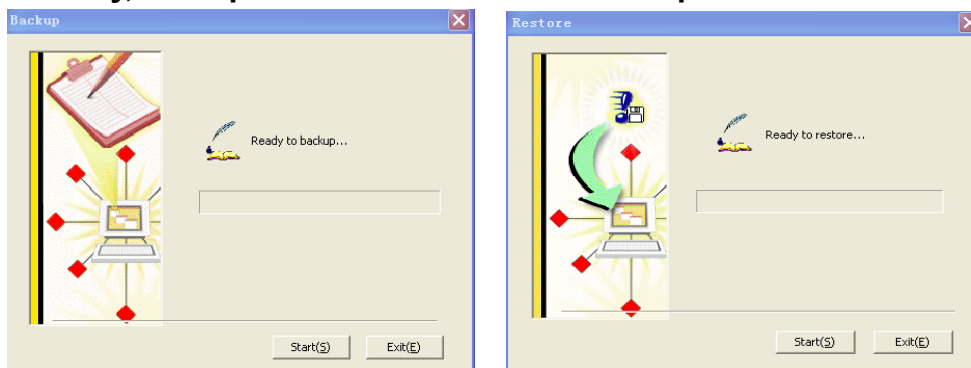 Backup
Ready to backup...
Start(S)
Exit(E)
Restore
Ready to restore...
Start(S)
Exit(E)